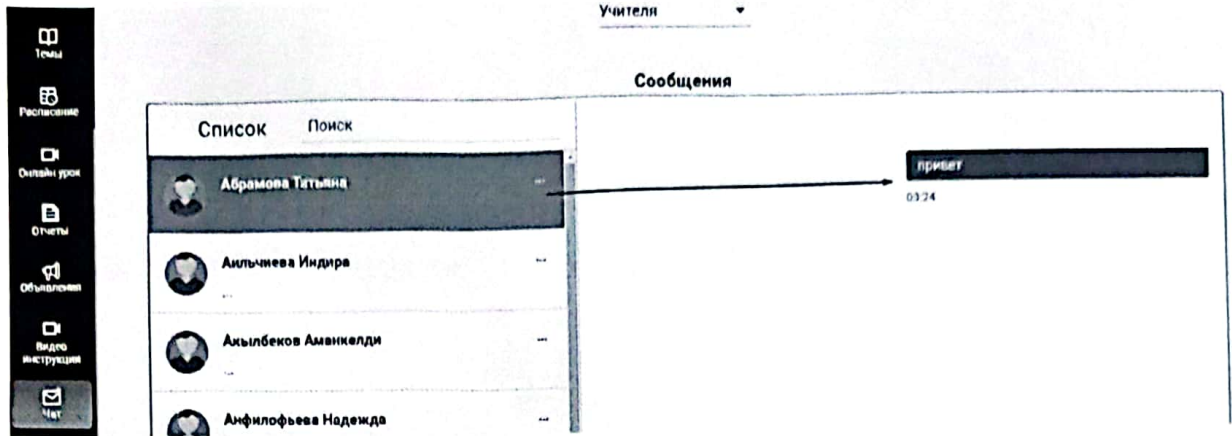 Учителя
Темы
Расписание
Онлайн урок
Отчеты
Объявления
Видео
инструкция
Чат
Сообщения
Список Поиск
Абрамова Татьяна ...
Аильчиева Индира ...
...
Акылбеков Аманкелди ...
...
Анфилофьева Надежда ...
привет
03:24